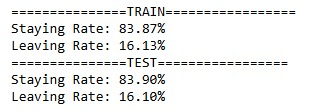 ===============TRAIN=================
Staying Rate: 83.87%
Leaving Rate: 16.13%
===============TEST=================
Staying Rate: 83.90%
Leaving Rate: 16.10%